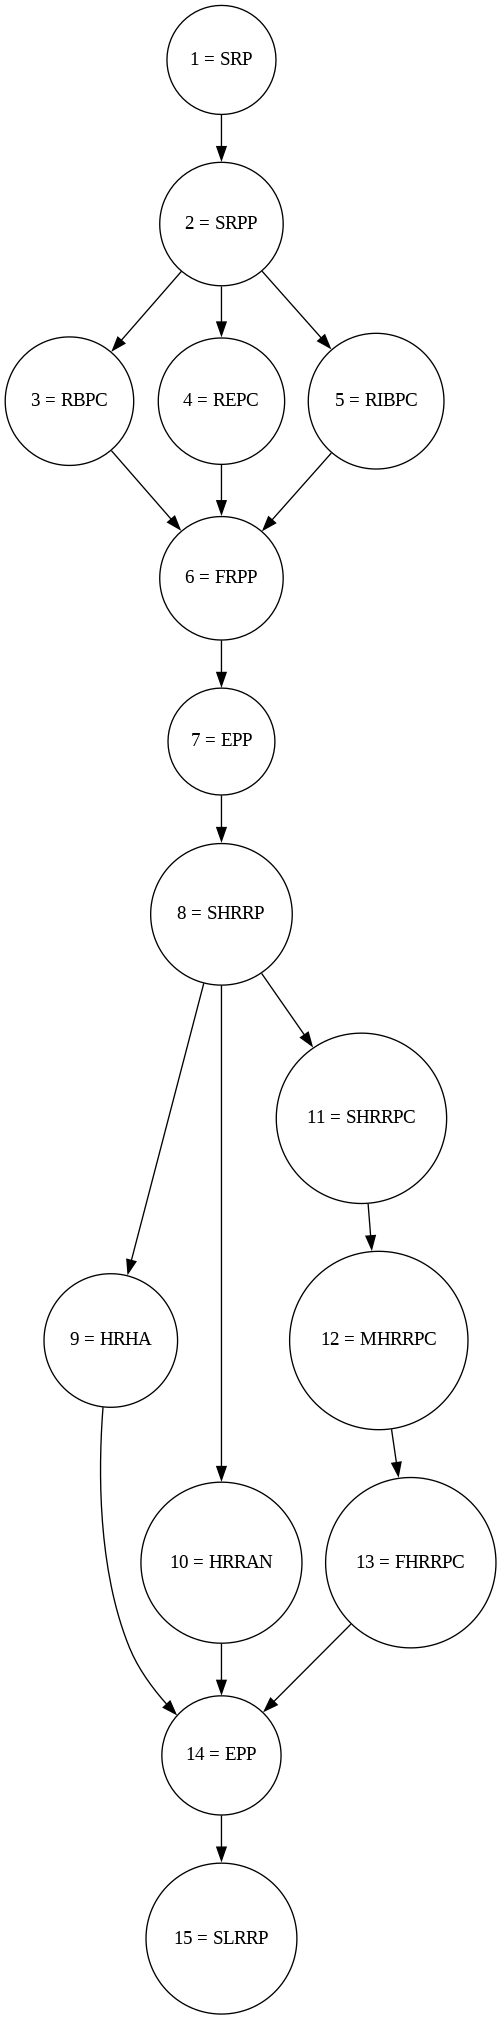 1 = SRP
2 = SRPP
3 = RBPC
4 = REPC
5 = RIBPC
6 = FRPP
7 = EPP
8 = SHRRP
11 = SHRRPC
9 = HRHA
12 = MHRRPC
10 = HRRAN
13 = FHRRPC
14 = EPP
15 = SLRRP